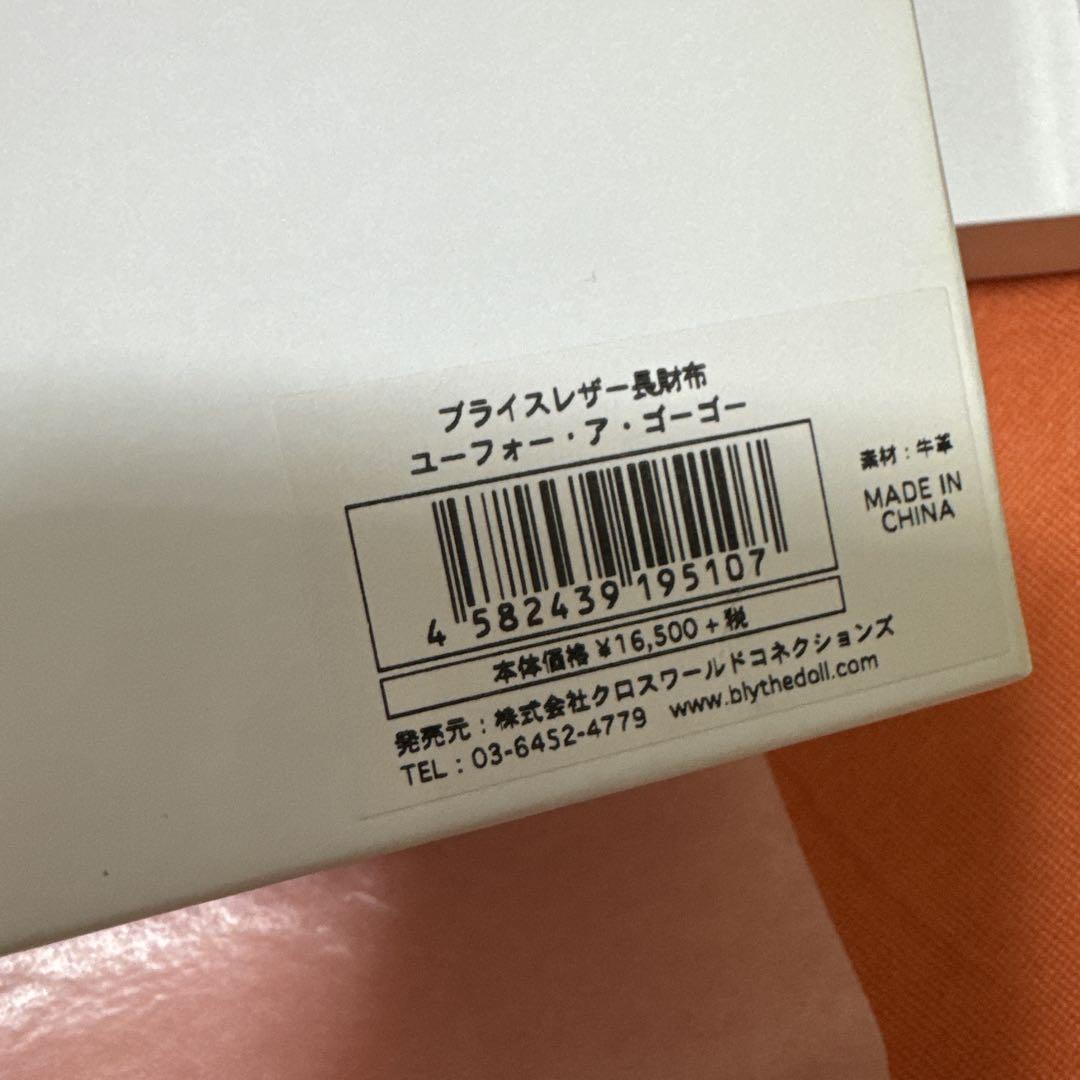 ブライスレザー長財布
ユーフォー・ア・ゴーゴー
素材：牛革
MADE IN
CHINA
4 582439 195107
本体価格 ¥16,500 + 税
発売元：株式会社クロスワールドコネクションズ
TEL：03-6452-4779 www.blythedoll.com